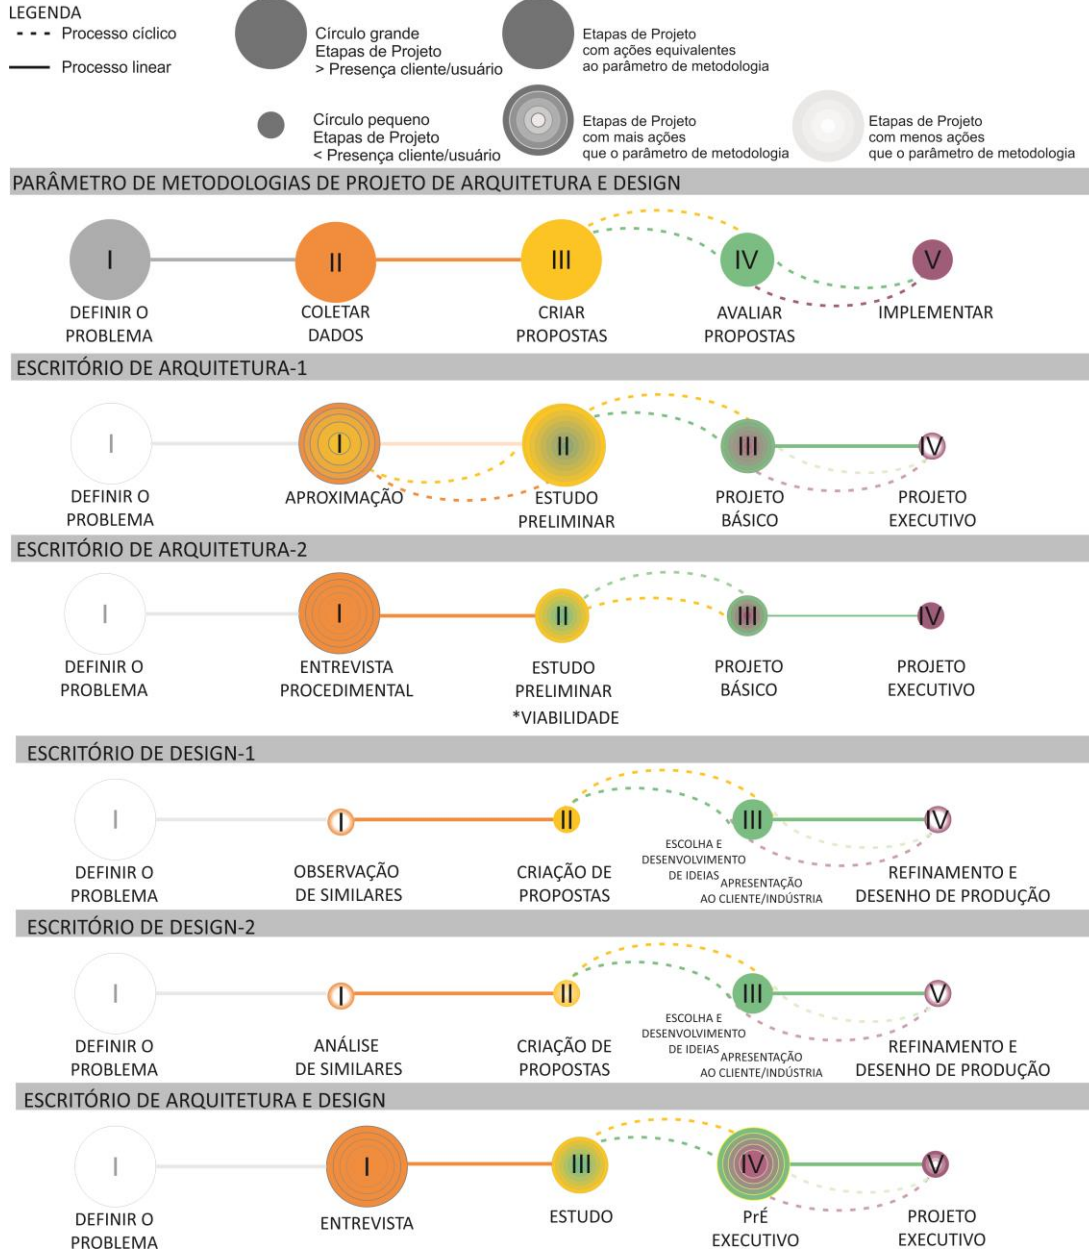 LEGENDA
Processo cíclico
Processo linear
Círculo grande
Etapas de Projeto
> Presença cliente/usuário
Círculo pequeno
Etapas de Projeto
< Presença cliente/usuário
Etapas de Projeto
com ações equivalentes
ao parâmetro de metodologia
Etapas de Projeto
com mais ações
que o parâmetro de metodologia
Etapas de Projeto
com menos ações
que o parâmetro de metodologia
PARÂMETRO DE METODOLOGIAS DE PROJETO DE ARQUITETURA E DESIGN
I
II
III
IV
V
DEFINIR O
PROBLEMA
COLETAR
DADOS
CRIAR
PROPOSTAS
AVALIAR
PROPOSTAS
IMPLEMENTAR
ESCRITÓRIO DE ARQUITETURA-1
I
I
II
III
IV
DEFINIR O
PROBLEMA
APROXIMAÇÃO
ESTUDO
PRELIMINAR
PROJETO
BÁSICO
PROJETO
EXECUTIVO
ESCRITÓRIO DE ARQUITETURA-2
I
I
II
III
IV
DEFINIR O
PROBLEMA
ENTREVISTA
PROCEDIMENTAL
ESTUDO
PRELIMINAR
*VIABILIDADE
PROJETO
BÁSICO
PROJETO
EXECUTIVO
ESCRITÓRIO DE DESIGN-1
I
I
II
III
IV
DEFINIR O
PROBLEMA
OBSERVAÇÃO
DE SIMILARES
CRIAÇÃO DE
PROPOSTAS
ESCOLHA E
DESENVOLVIMENTO
DE IDEIAS
APRESENTAÇÃO
AO CLIENTE/INDÚSTRIA
REFINAMENTO E
DESENHO DE PRODUÇÃO
ESCRITÓRIO DE DESIGN-2
I
I
II
III
V
DEFINIR O
PROBLEMA
ANÁLISE
DE SIMILARES
CRIAÇÃO DE
PROPOSTAS
ESCOLHA E
DESENVOLVIMENTO
DE IDEIAS
APRESENTAÇÃO
AO CLIENTE/INDÚSTRIA
REFINAMENTO E
DESENHO DE PRODUÇÃO
ESCRITÓRIO DE ARQUITETURA E DESIGN
I
I
III
IV
V
DEFINIR O
PROBLEMA
ENTREVISTA
ESTUDO
PrÉ
EXECUTIVO
PROJETO
EXECUTIVO